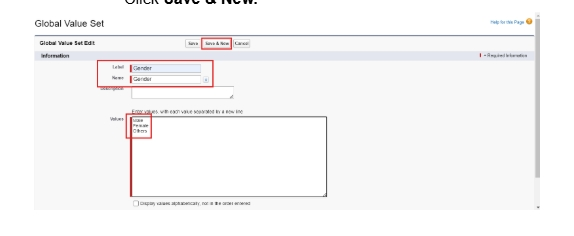 Click Save & New.
Global Value Set
Help for this Page
Global Value Set Edit
Save Save & New Cancel
Information
= Required Information
Label Gender
Name Gender
Description
Enter values, with each value separated by a new line
Values
Male
Female
Others
Display values alphabetically, not in the order entered